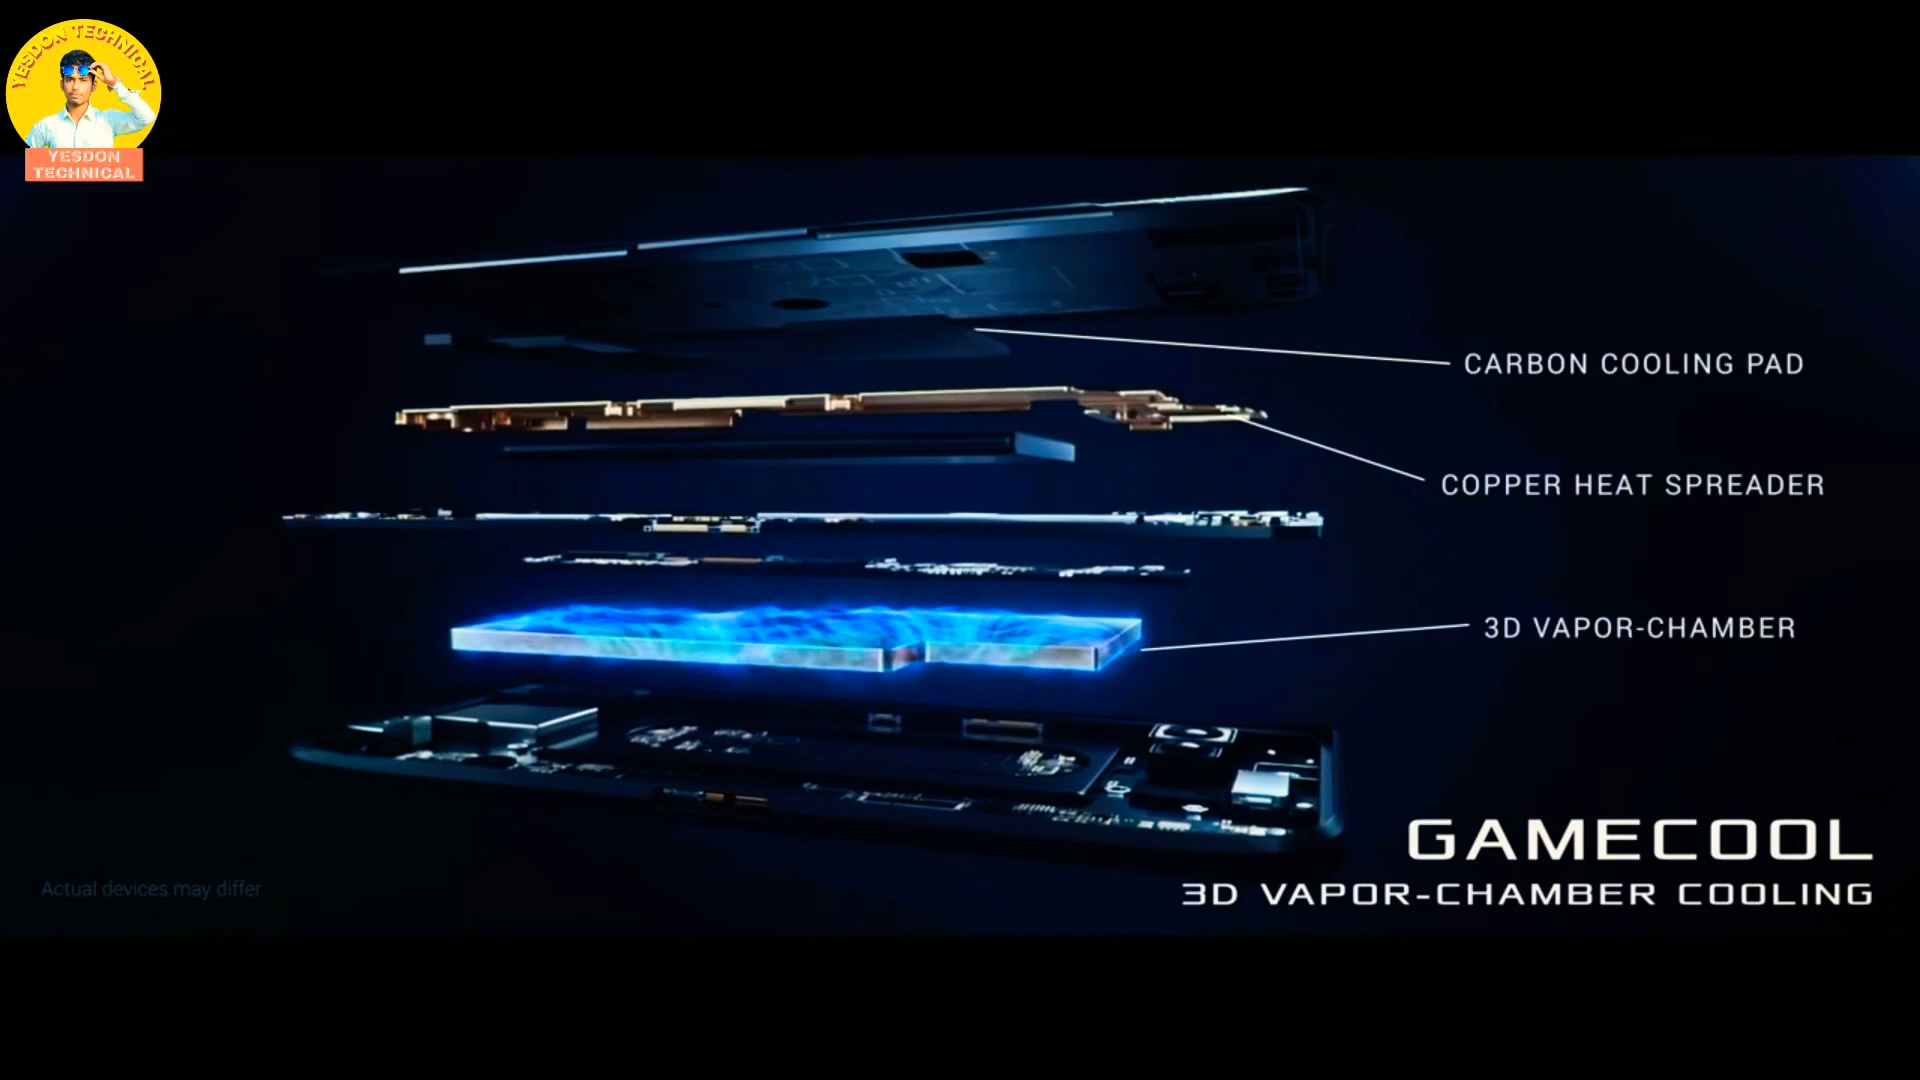 YESDON TECHNICAL
YESDON
TECHNICAL
CARBON COOLING PAD
COPPER HEAT SPREADER
3D VAPOR-CHAMBER
GAMECOOL
3D VAPOR-CHAMBER COOLING
Actual devices may differ